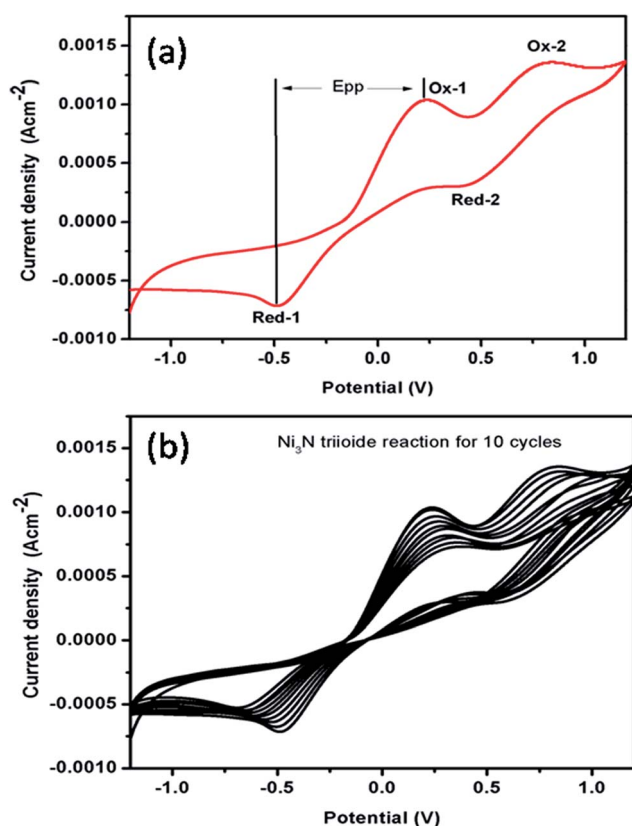 (a)
0.0015
0.0010
0.0005
0.0000
-0.0005
-0.0010
Current density (Acm⁻²)
Epp
Ox-1
Ox-2
Red-1
Red-2
-1.0 -0.5 0.0 0.5 1.0
Potential (V)
(b)
Ni₃N triioide reaction for 10 cycles
0.0015
0.0010
0.0005
0.0000
-0.0005
-0.0010
Current density (Acm⁻²)
-1.0 -0.5 0.0 0.5 1.0
Potential (V)